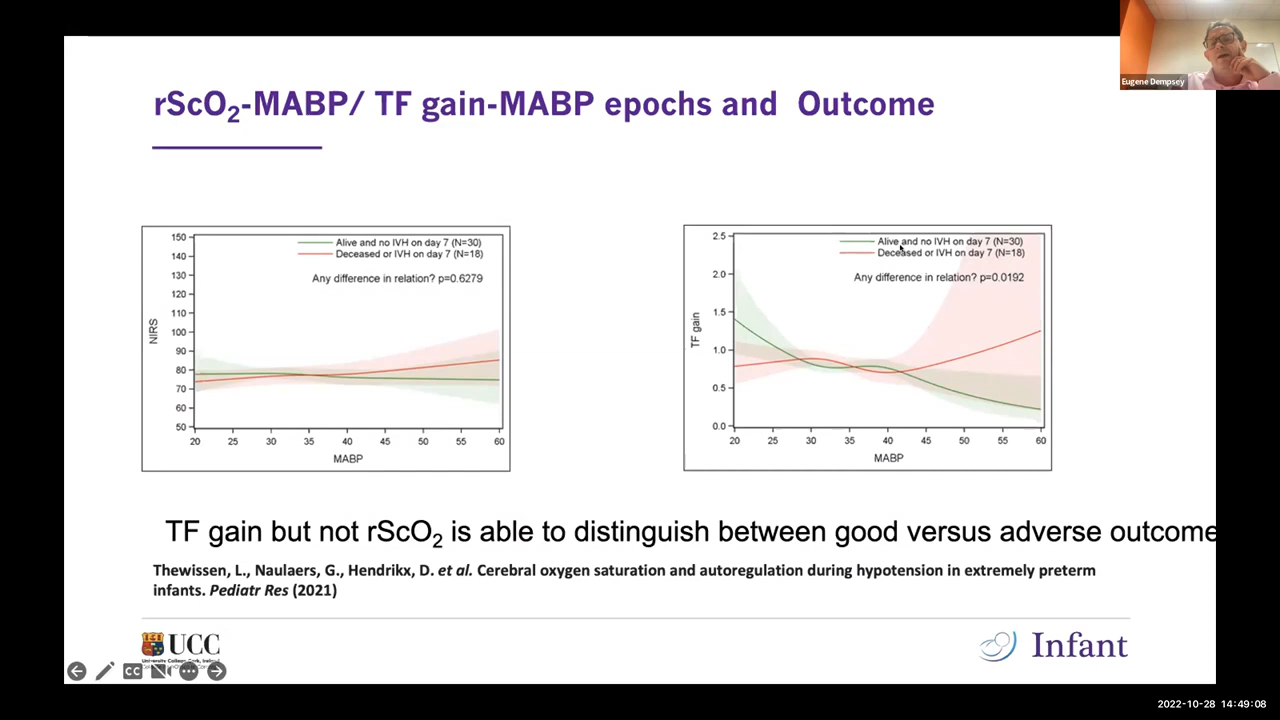 Eugene Dempsey
rScO2-MABP/ TF gain-MABP epochs and Outcome
150
140
130
120
110
100
90
80
70
60
50
NIRS
Alive and no IVH on day 7 (N=30)
Deceased or IVH on day 7 (N=18)
Any difference in relation? p=0.6279
20 25 30 35 40 45 50 55 60
MABP
2.5
2.0
1.5
1.0
0.5
0.0
TF gain
Alive and no IVH on day 7 (N=30)
Deceased or IVH on day 7 (N=18)
Any difference in relation? p=0.0192
20 25 30 35 40 45 50 55 60
MABP
TF gain but not rScO2 is able to distinguish between good versus adverse outcome
Thewissen, L., Naulaers, G., Hendrikx, D. et al. Cerebral oxygen saturation and autoregulation during hypotension in extremely preterm
infants. Pediatr Res (2021)
UCC
University College Cork, Ireland
Infant
CC
2022-10-28 14:49:08